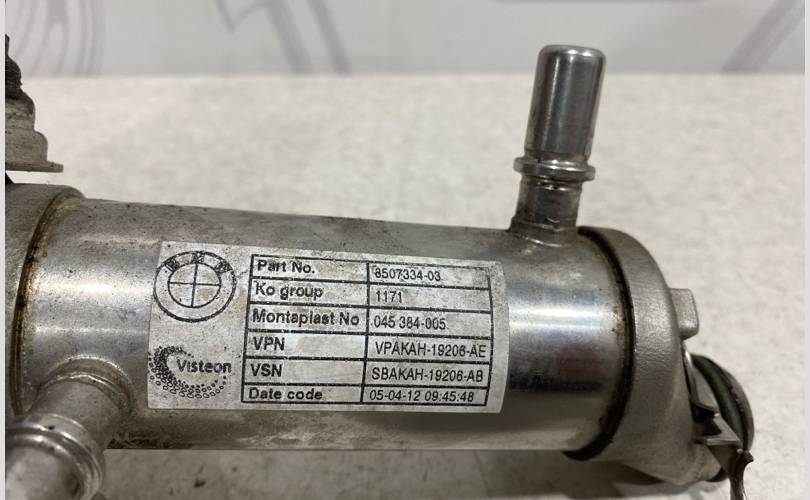 BMW
Part No. 8507334-03
Ko group 1171
Montaplast No 045 384-005
VPN VPAKAH-19206-AE
Visteon
VSN SBAKAH-19206-AB
Date code 05-04-12 09:45:48